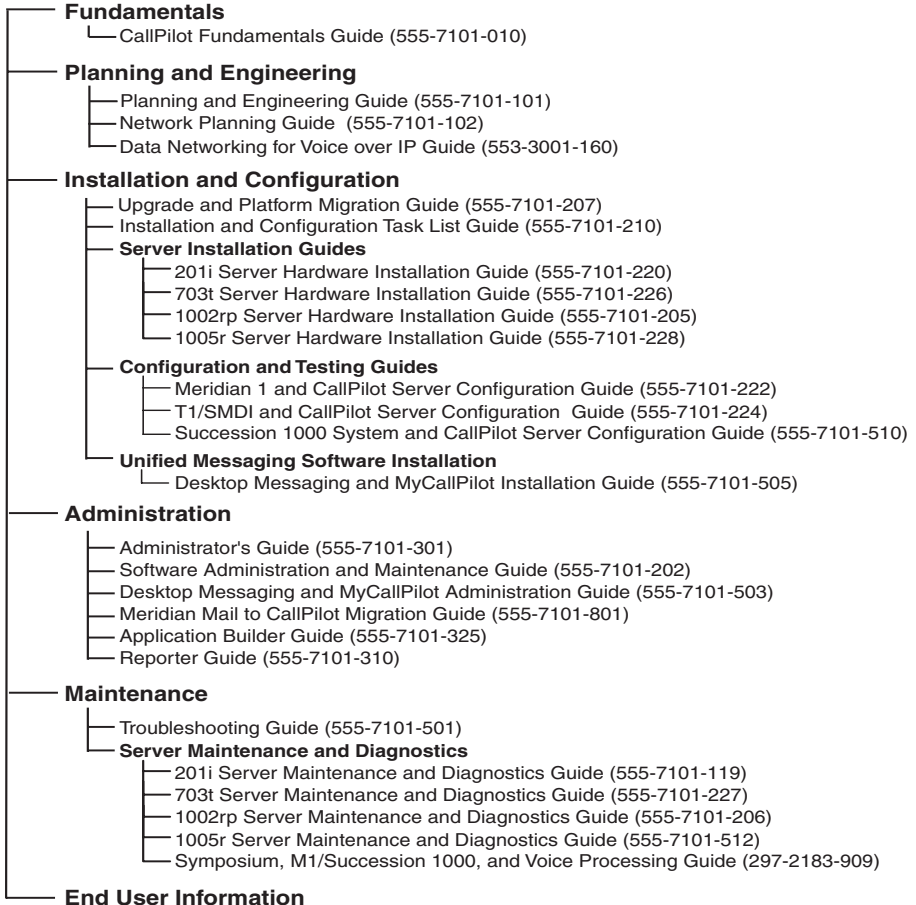 Fundamentals
CallPilot Fundamentals Guide (555-7101-010)
Planning and Engineering
Planning and Engineering Guide (555-7101-101)
Network Planning Guide (555-7101-102)
Data Networking for Voice over IP Guide (553-3001-160)
Installation and Configuration
Upgrade and Platform Migration Guide (555-7101-207)
Installation and Configuration Task List Guide (555-7101-210)
Server Installation Guides
201i Server Hardware Installation Guide (555-7101-220)
703t Server Hardware Installation Guide (555-7101-226)
1002rp Server Hardware Installation Guide (555-7101-205)
1005r Server Hardware Installation Guide (555-7101-228)
Configuration and Testing Guides
Meridian 1 and CallPilot Server Configuration Guide (555-7101-222)
T1/SMDI and CallPilot Server Configuration Guide (555-7101-224)
Succession 1000 System and CallPilot Server Configuration Guide (555-7101-510)
Unified Messaging Software Installation
Desktop Messaging and MyCallPilot Installation Guide (555-7101-505)
Administration
Administrator's Guide (555-7101-301)
Software Administration and Maintenance Guide (555-7101-202)
Desktop Messaging and MyCallPilot Administration Guide (555-7101-503)
Meridian Mail to CallPilot Migration Guide (555-7101-801)
Application Builder Guide (555-7101-325)
Reporter Guide (555-7101-310)
Maintenance
Troubleshooting Guide (555-7101-501)
Server Maintenance and Diagnostics
201i Server Maintenance and Diagnostics Guide (555-7101-119)
703t Server Maintenance and Diagnostics Guide (555-7101-227)
1002rp Server Maintenance and Diagnostics Guide (555-7101-206)
1005r Server Maintenance and Diagnostics Guide (555-7101-512)
Symposium, M1/Succession 1000, and Voice Processing Guide (297-2183-909)
End User Information